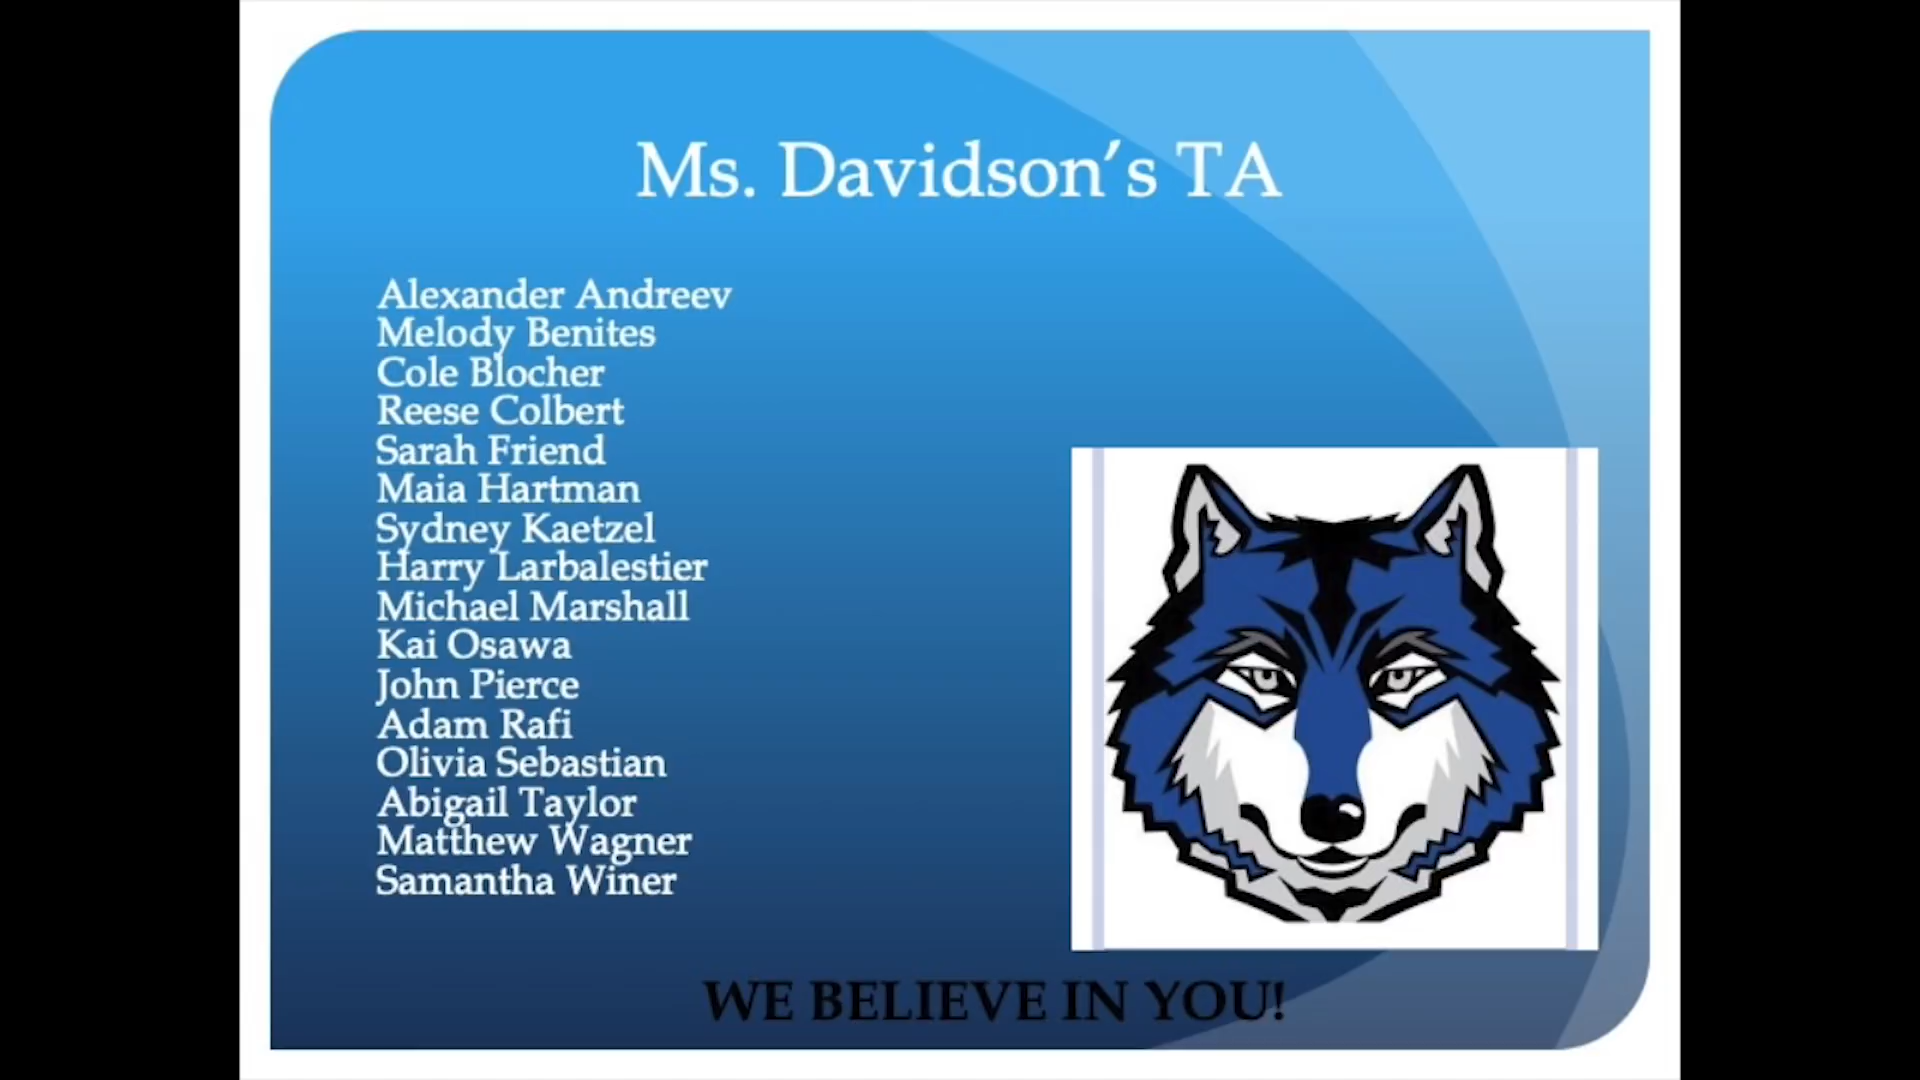 Ms. Davidson’s TA
Alexander Andreev
Melody Benites
Cole Blocher
Reese Colbert
Sarah Friend
Maia Hartman
Sydney Kaetzel
Harry Larbalestier
Michael Marshall
Kai Osawa
John Pierce
Adam Rafi
Olivia Sebastian
Abigail Taylor
Matthew Wagner
Samantha Winer
WE BELIEVE IN YOU!